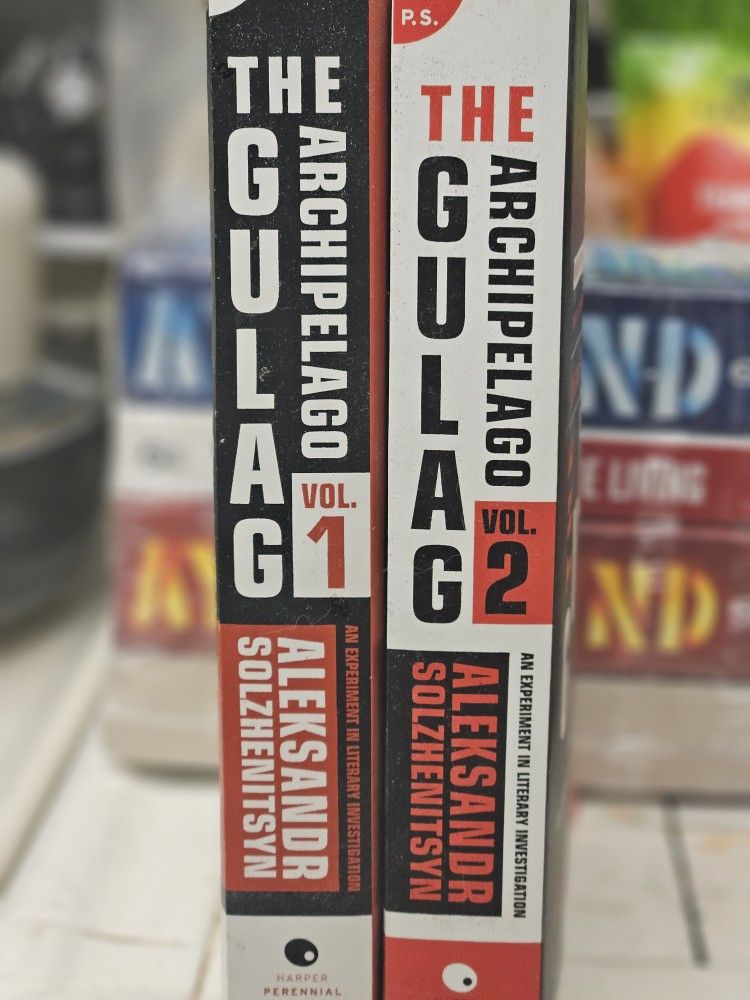 THE
GULAG
ARCHIPELAGO
VOL.
1
ALEKSANDR
SOLZHENITSYN
AN EXPERIMENT IN LITERARY INVESTIGATION
HARPER
PERENNIAL
P.S.
THE
GULAG
ARCHIPELAGO
VOL.
2
ALEKSANDR
SOLZHENITSYN
AN EXPERIMENT IN LITERARY INVESTIGATION